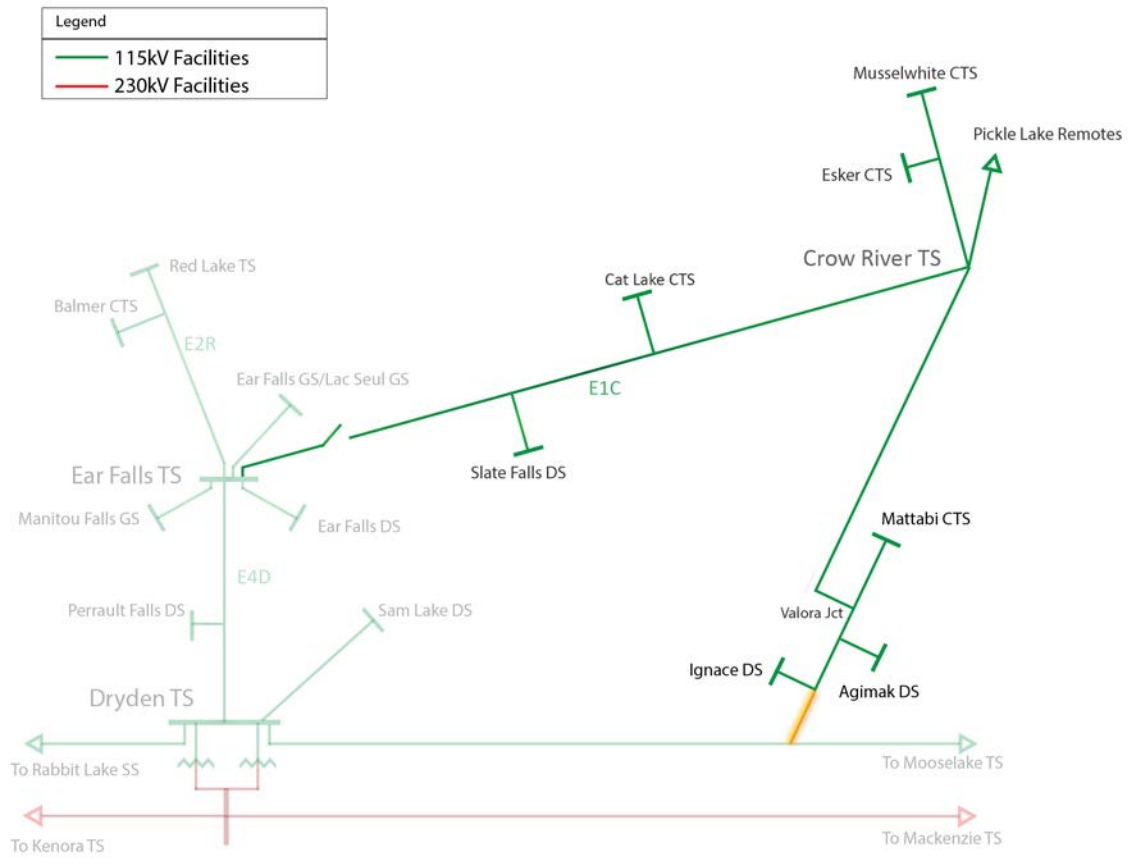 Legend
115kV Facilities
230kV Facilities
Musselwhite CTS
Pickle Lake Remotes
Esker CTS
Crow River TS
Red Lake TS
Cat Lake CTS
Balmer CTS
E2R
Ear Falls GS/Lac Seul GS
E1C
Slate Falls DS
Ear Falls TS
Manitou Falls GS
Ear Falls DS
Mattabi CTS
E4D
Perrault Falls DS
Sam Lake DS
Valora Jct
Ignace DS
Agimak DS
Dryden TS
To Rabbit Lake SS
To Mooselake TS
To Kenora TS
To Mackenzie TS